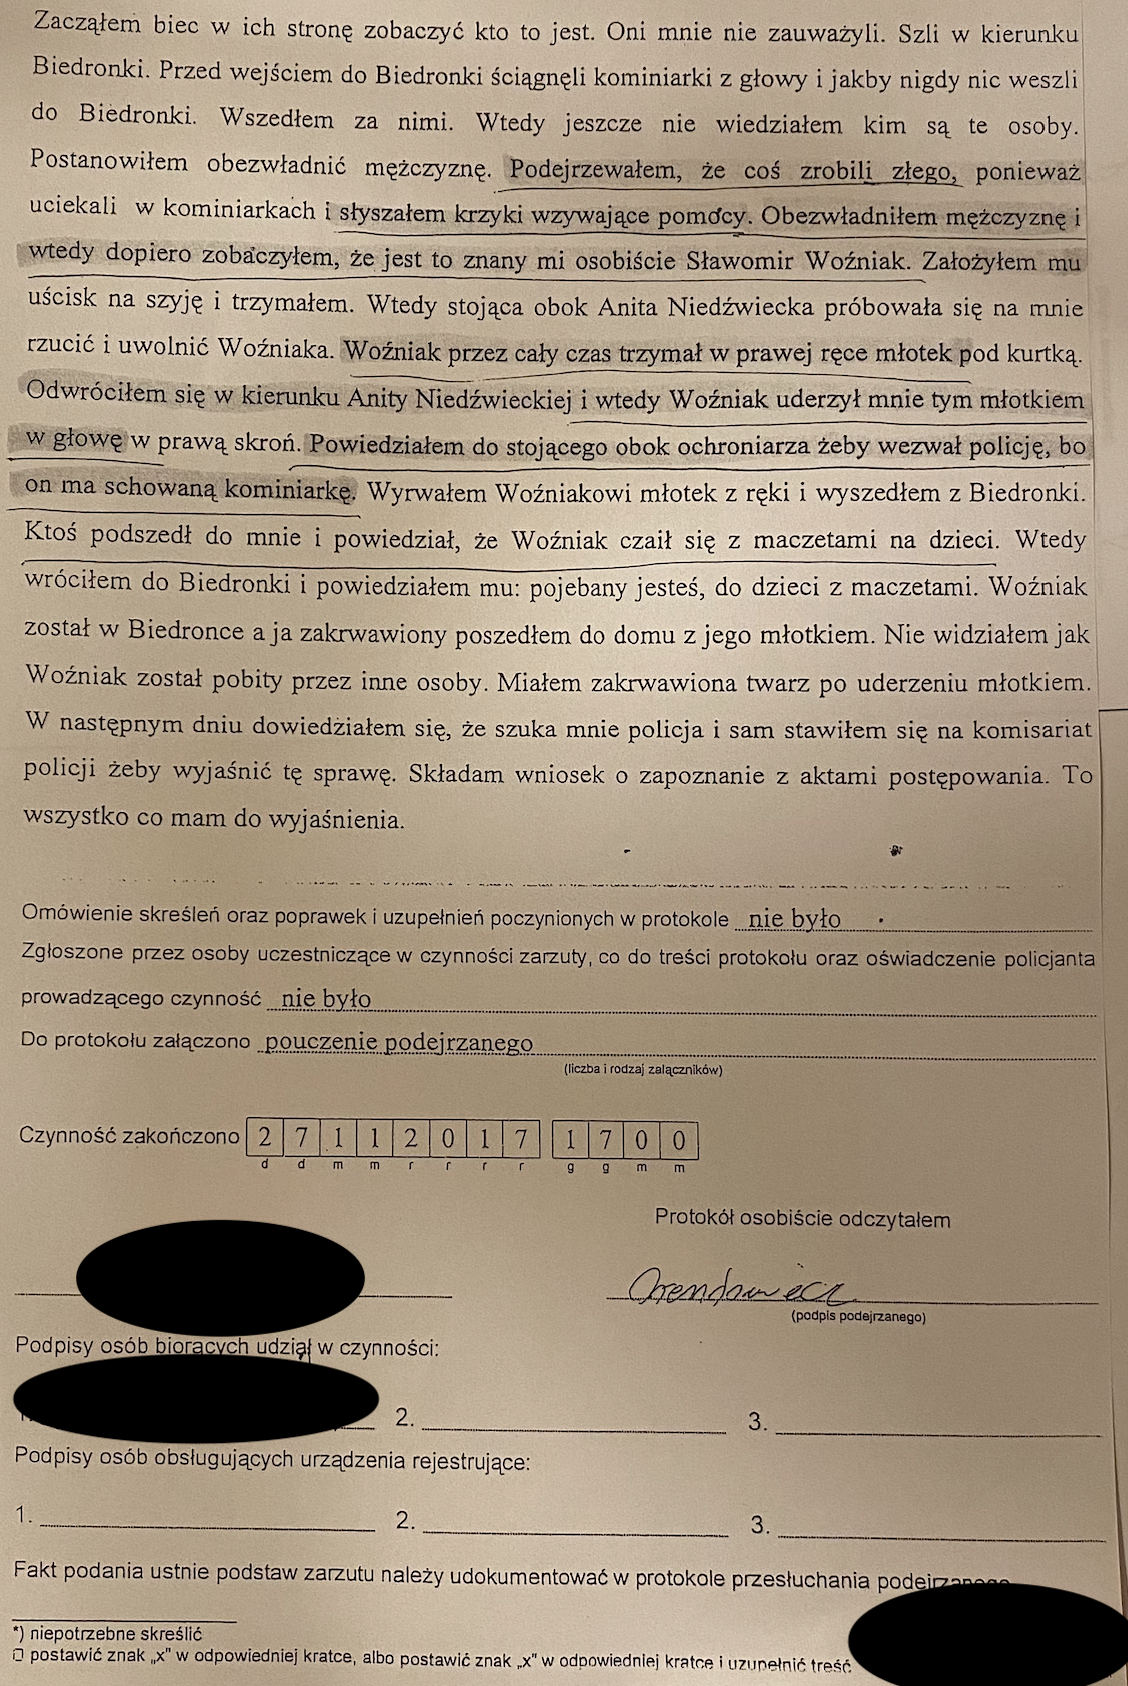 Zacząłem biec w ich stronę zobaczyć kto to jest. Oni mnie nie zauważyli. Szli w kierunku
Biedronki. Przed wejściem do Biedronki ściągnęli kominiarki z głowy i jakby nigdy nic weszli
do Biedronki. Wszedłem za nimi. Wtedy jeszcze nie wiedziałem kim są te osoby.
Postanowiłem obezwładnić mężczyznę. Podejrzewałem, że coś zrobili złego, ponieważ
uciekali w kominiarkach i słyszałem krzyki wzywające pomocy. Obezwładniłem mężczyznę i
wtedy dopiero zobaczyłem, że jest to znany mi osobiście Sławomir Woźniak. Założyłem mu
uścisk na szyję i trzymałem. Wtedy stojąca obok Anita Niedźwiecka próbowała się na mnie
rzucić i uwolnić Woźniaka. Woźniak przez cały czas trzymał w prawej ręce młotek pod kurtką.
Odwróciłem się w kierunku Anity Niedźwieckiej i wtedy Woźniak uderzył mnie tym młotkiem
w głowę w prawą skroń. Powiedziałem do stojącego obok ochroniarza żeby wezwał policję, bo
on ma schowaną kominiarkę. Wyrwałem Woźniakowi młotek z ręki i wyszedłem z Biedronki.
Ktoś podszedł do mnie i powiedział, że Woźniak czaił się z maczetami na dzieci. Wtedy
wróciłem do Biedronki i powiedziałem mu: pojebany jesteś, do dzieci z maczetami. Woźniak
został w Biedronce a ja zakrwawiony poszedłem do domu z jego młotkiem. Nie widziałem jak
Woźniak został pobity przez inne osoby. Miałem zakrwawiona twarz po uderzeniu młotkiem.
W następnym dniu dowiedziałem się, że szuka mnie policja i sam stawiłem się na komisariat
policji żeby wyjaśnić tę sprawę. Składam wniosek o zapoznanie z aktami postępowania. To
wszystko co mam do wyjaśnienia.
Omówienie skreśleń oraz poprawek i uzupełnień poczynionych w protokole nie było
Zgłoszone przez osoby uczestniczące w czynności zarzuty, co do treści protokołu oraz oświadczenie policjanta
prowadzącego czynność nie było
Do protokołu załączono pouczenie podejrzanego
(liczba i rodzaj załączników)
Czynność zakończono 2 7 1 1 2 0 1 7 1 7 0 0
d d m m r r r r g g m m
Protokół osobiście odczytałem
(podpis podejrzanego)
Podpisy osób biorących udział w czynności:
2. 3.
Podpisy osób obsługujących urządzenia rejestrujące:
1. 2. 3.
Fakt podania ustnie podstaw zarzutu należy udokumentować w protokole przesłuchania podejrzanego
*) niepotrzebne skreślić
□ postawić znak „x” w odpowiedniej kratce, albo postawić znak „x” w odpowiedniej kratce i uzupełnić treść